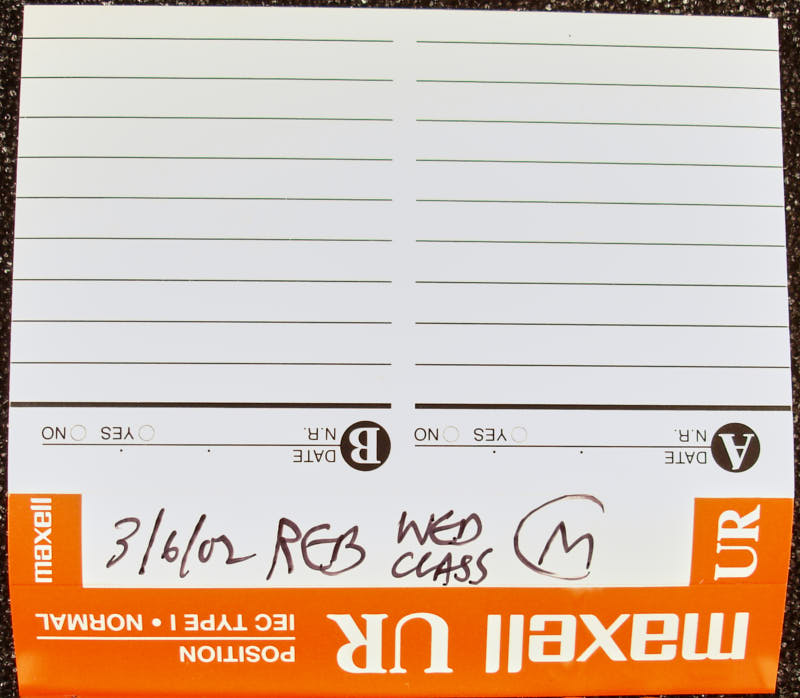 A DATE
N.R. YES NO
B DATE
N.R. YES NO
maxell 3/6/02 REB WED CLASS M UR
maxell UR POSITION
IEC TYPE I • NORMAL